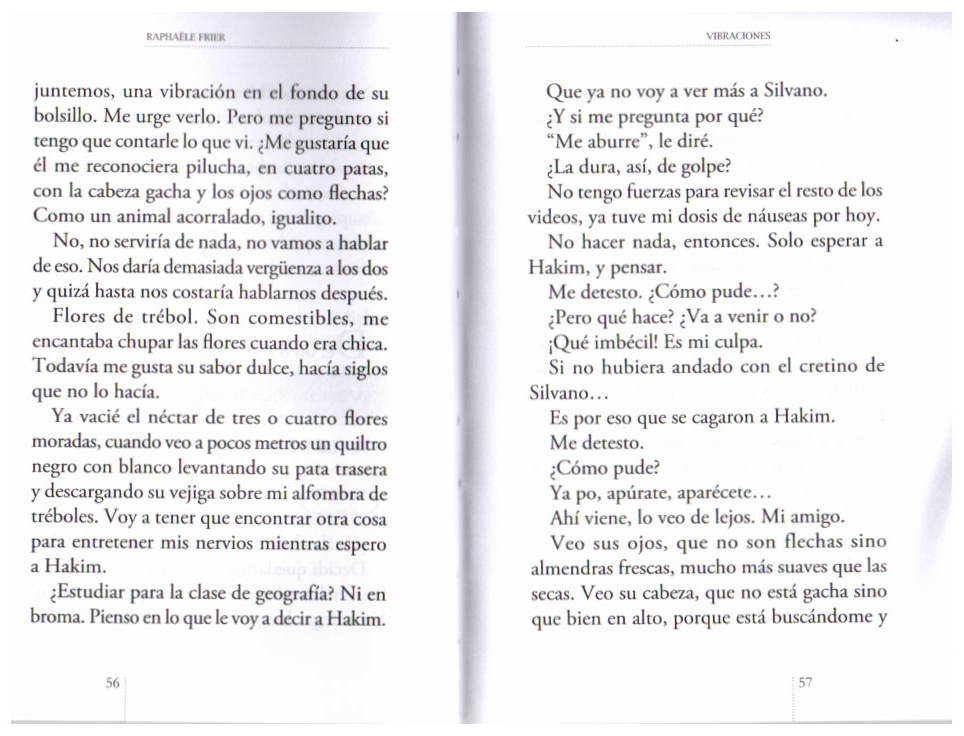 RAPHAËLE FRIER
juntemos, una vibración en el fondo de su
bolsillo. Me urge verlo. Pero me pregunto si
tengo que contarle lo que vi. ¿Me gustaría que
él me reconociera pilucha, en cuatro patas,
con la cabeza gacha y los ojos como flechas?
Como un animal acorralado, igualito.
No, no serviría de nada, no vamos a hablar
de eso. Nos daría demasiada vergüenza a los dos
y quizá hasta nos costaría hablarnos después.
Flores de trébol. Son comestibles, me
encantaba chupar las flores cuando era chica.
Todavía me gusta su sabor dulce, hacía siglos
que no lo hacía.
Ya vacié el néctar de tres o cuatro flores
moradas, cuando veo a pocos metros un quiltro
negro con blanco levantando su pata trasera
y descargando su vejiga sobre mi alfombra de
tréboles. Voy a tener que encontrar otra cosa
para entretener mis nervios mientras espero
a Hakim.
¿Estudiar para la clase de geografía? Ni en
broma. Pienso en lo que le voy a decir a Hakim.
56
VIBRACIONES
Que ya no voy a ver más a Silvano.
¿Y si me pregunta por qué?
“Me aburre”, le diré.
¿La dura, así, de golpe?
No tengo fuerzas para revisar el resto de los
videos, ya tuve mi dosis de náuseas por hoy.
No hacer nada, entonces. Solo esperar a
Hakim, y pensar.
Me detesto. ¿Cómo pude...?
¿Pero qué hace? ¿Va a venir o no?
¡Qué imbécil! Es mi culpa.
Si no hubiera andado con el cretino de
Silvano...
Es por eso que se cagaron a Hakim.
Me detesto.
¿Cómo pude?
Ya po, apúrate, aparécete...
Ahí viene, lo veo de lejos. Mi amigo.
Veo sus ojos, que no son flechas sino
almendras frescas, mucho más suaves que las
secas. Veo su cabeza, que no está gacha sino
que bien en alto, porque está buscándome y
57